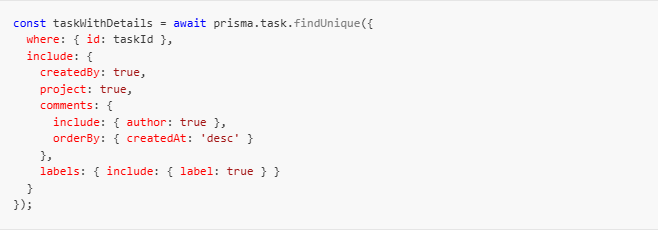 const taskWithDetails = await prisma.task.findUnique({
  where: { id: taskId },
  include: {
    createdBy: true,
    project: true,
    comments: {
      include: { author: true },
      orderBy: { createdAt: 'desc' }
    },
    labels: { include: { label: true } }
  }
});